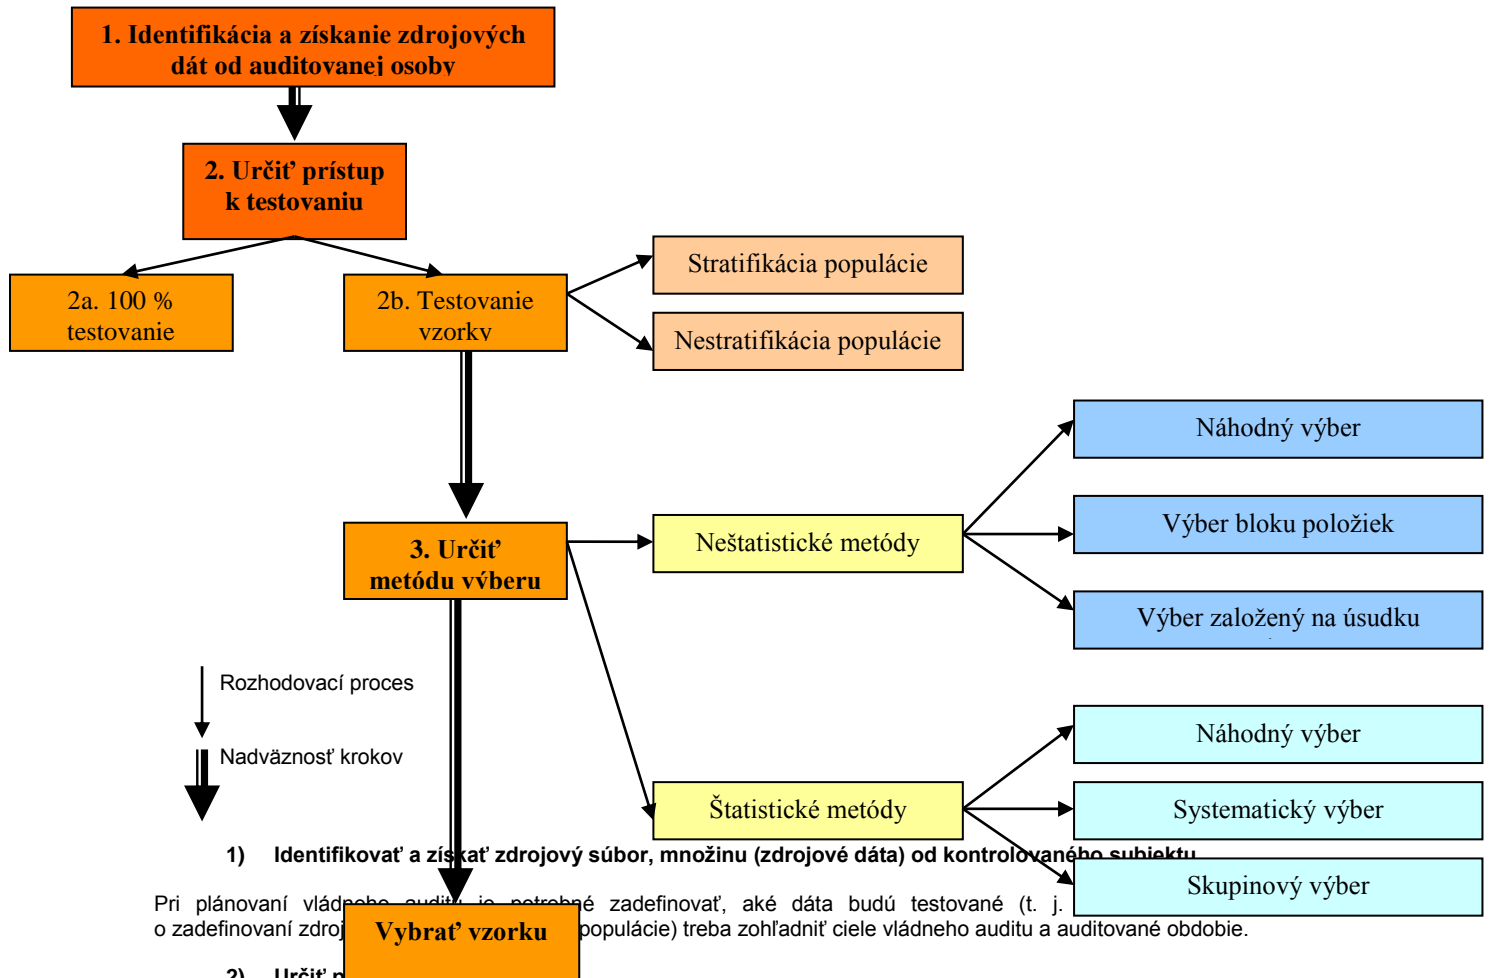 1. Identifikácia a získanie zdrojových
dát od auditovanej osoby
2. Určiť prístup
k testovaniu
2a. 100 %
testovanie
2b. Testovanie
vzorky
Stratifikácia populácie
Nestratifikácia populácie
3. Určiť
metódu výberu
Neštatistické metódy
Náhodný výber
Výber bloku položiek
Výber založený na úsudku
Rozhodovací proces
Nadväznosť krokov
Štatistické metódy
Náhodný výber
Systematický výber
Skupinový výber
1) Identifikovať a získať zdrojový súbor, množinu (zdrojové dáta) od kontrolovaného subjektu
Pri plánovaní vládneho auditu je potrebné zadefinovať, aké dáta budú testované (t. j.
o zadefinovaní populácie) treba zohľadniť ciele vládneho auditu a auditované obdobie.
Vybrať vzorku
2) Určiť